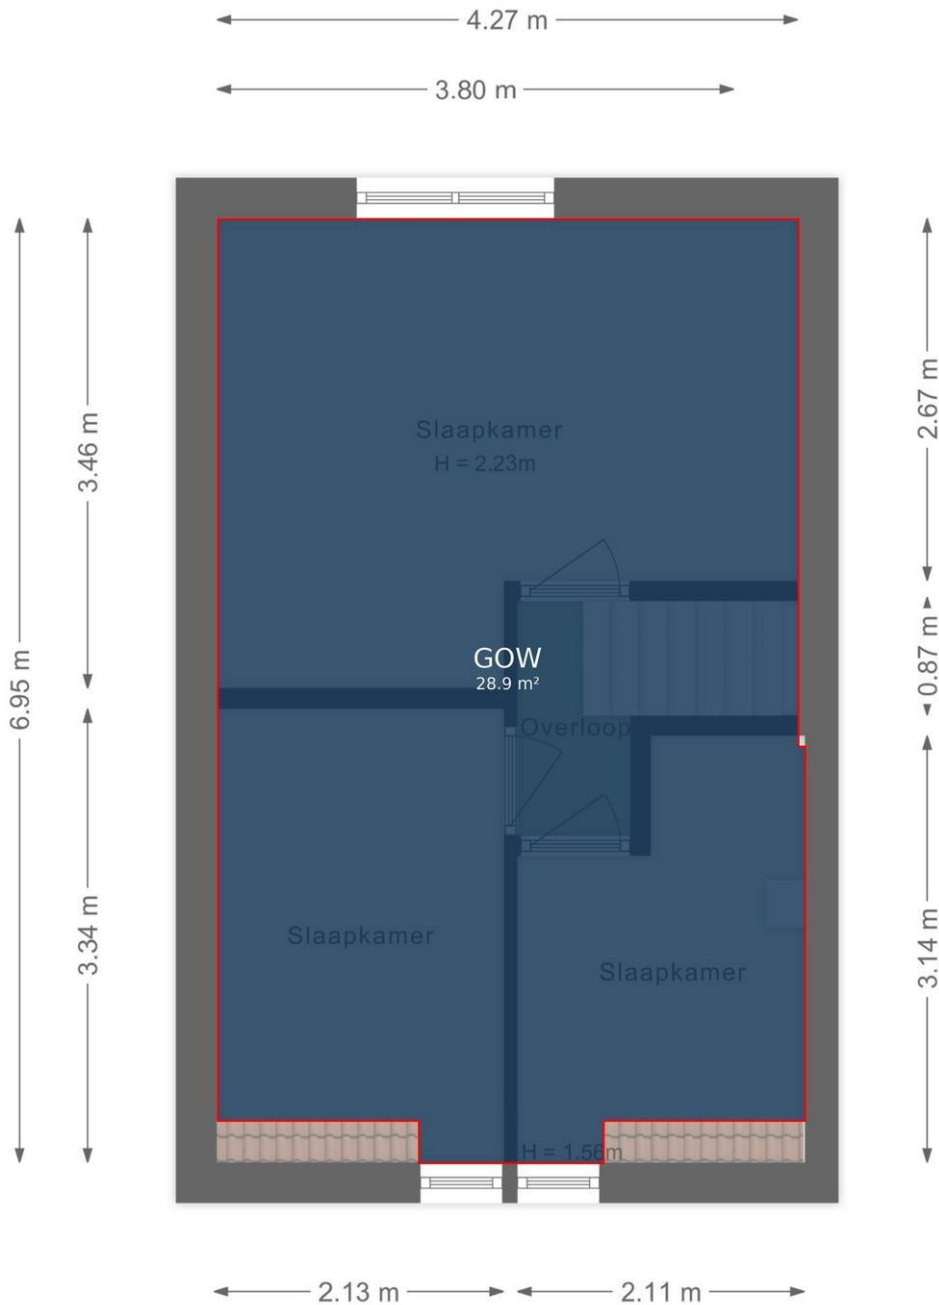 4.27 m
3.80 m
Slaapkamer
H = 2.23m
3.46 m
2.67 m
6.95 m
0.87 m
GOW
28.9 m²
Overloop
Slaapkamer
Slaapkamer
3.34 m
3.14 m
H = 1.56m
2.13 m
2.11 m